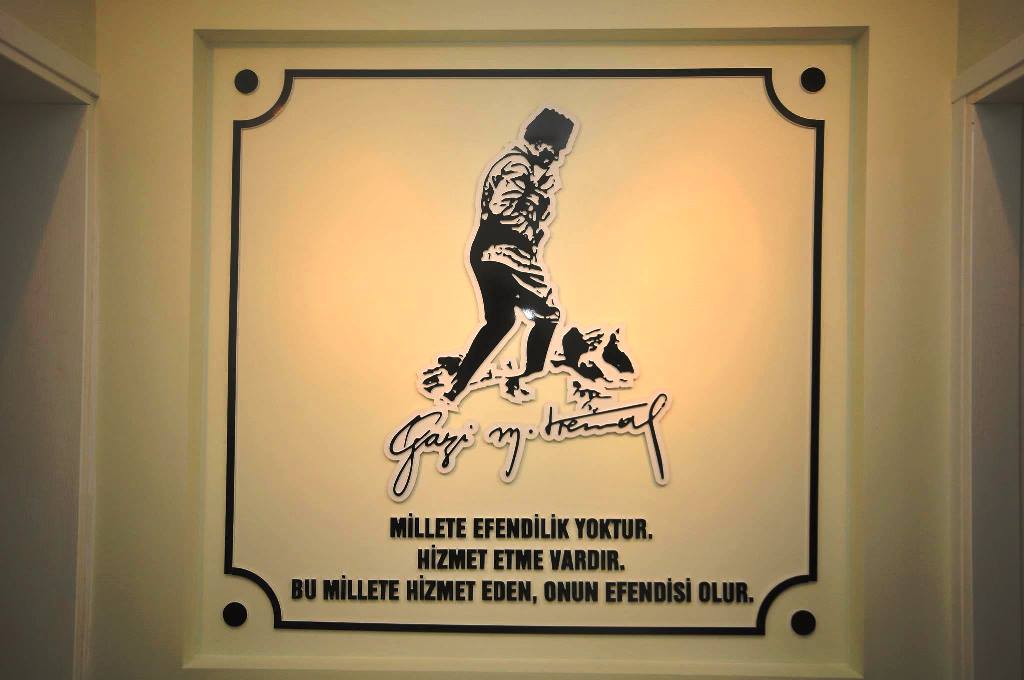 Gazi M. Kemal
MİLLETE EFENDİLİK YOKTUR.
HİZMET ETME VARDIR.
BU MİLLETE HİZMET EDEN, ONUN EFENDİSİ OLUR.